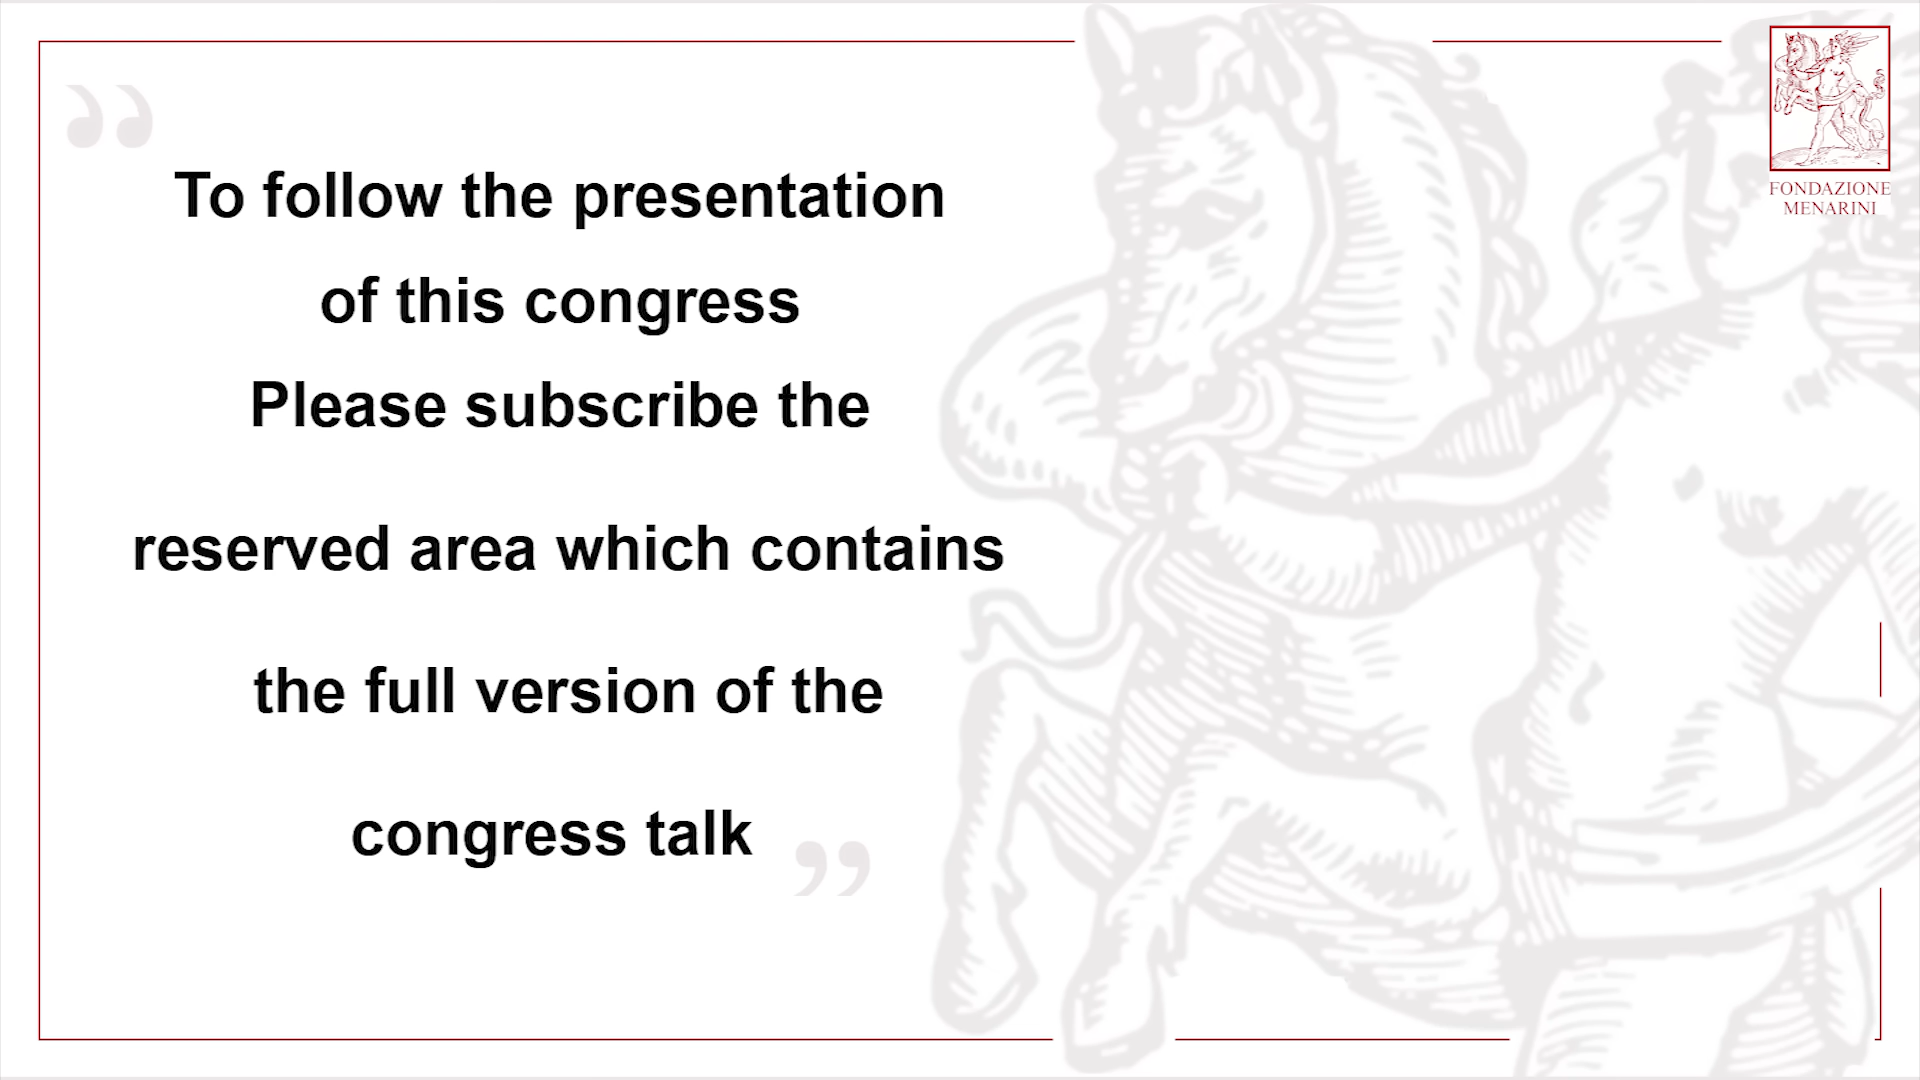 To follow the presentation
of this congress
Please subscribe the
reserved area which contains
the full version of the
congress talk
FONDAZIONE
MENARINI